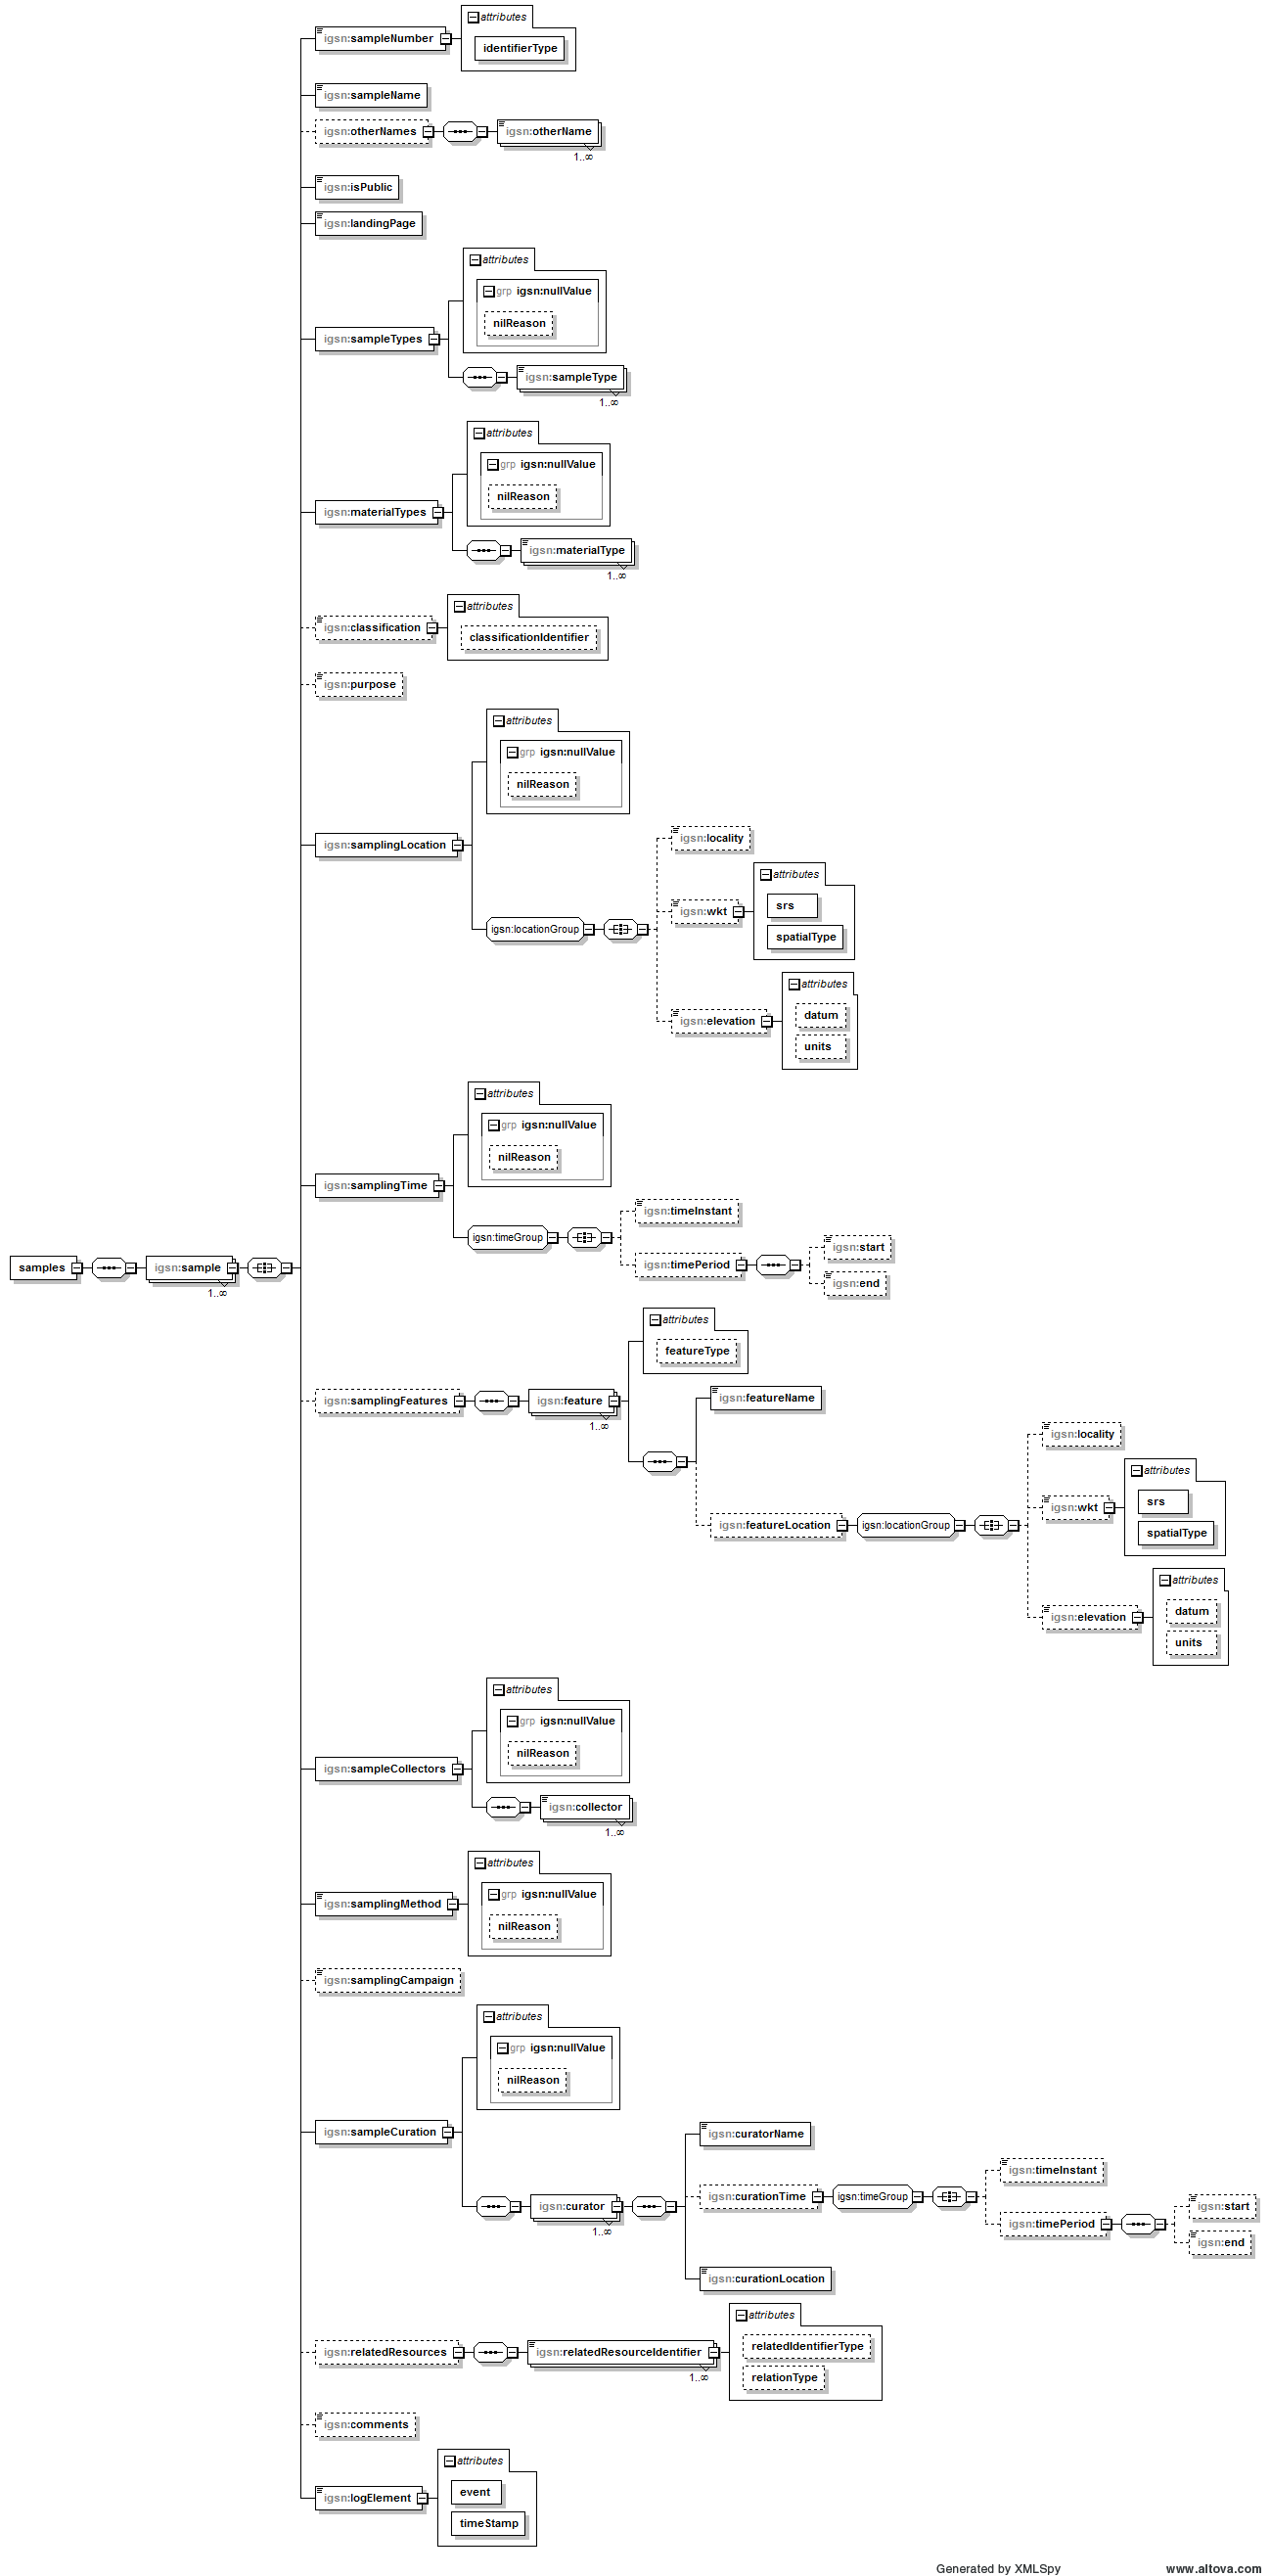 attributes
igsn:sampleNumber
identifierType
igsn:sampleName
igsn:otherNames
igsn:otherName
1..∞
igsn:isPublic
igsn:landingPage
attributes
grp igsn:nullValue
nilReason
igsn:sampleTypes
igsn:sampleType
1..∞
attributes
grp igsn:nullValue
nilReason
igsn:materialTypes
igsn:materialType
1..∞
attributes
igsn:classification
classificationIdentifier
igsn:purpose
attributes
grp igsn:nullValue
nilReason
igsn:samplingLocation
igsn:locationGroup
igsn:locality
attributes
igsn:wkt
srs
spatialType
attributes
igsn:elevation
datum
units
attributes
grp igsn:nullValue
nilReason
igsn:samplingTime
igsn:timeGroup
igsn:timeInstant
igsn:timePeriod
igsn:start
igsn:end
samples
igsn:sample
1..∞
attributes
featureType
igsn:samplingFeatures
igsn:feature
1..∞
igsn:featureName
igsn:featureLocation
igsn:locationGroup
igsn:locality
attributes
igsn:wkt
srs
spatialType
attributes
igsn:elevation
datum
units
attributes
grp igsn:nullValue
nilReason
igsn:sampleCollectors
igsn:collector
1..∞
attributes
grp igsn:nullValue
igsn:samplingMethod
nilReason
igsn:samplingCampaign
attributes
grp igsn:nullValue
nilReason
igsn:sampleCuration
igsn:curator
1..∞
igsn:curatorName
igsn:curationTime
igsn:timeGroup
igsn:timeInstant
igsn:timePeriod
igsn:start
igsn:end
igsn:curationLocation
attributes
igsn:relatedResources
igsn:relatedResourceIdentifier
1..∞
relatedIdentifierType
relationType
igsn:comments
attributes
igsn:logElement
event
timeStamp
Generated by XMLSpy
www.altova.com